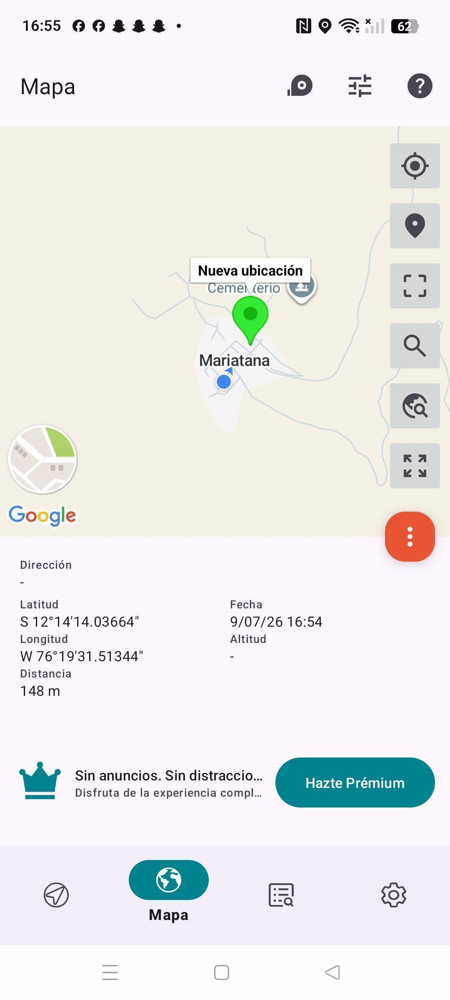 16:55
62
Mapa
Nueva ubicación
Cementerio
Mariatana
Google
Dirección
-
Latitud
Fecha
S 12°14'14.03664"
9/07/26 16:54
Longitud
Altitud
W 76°19'31.51344"
-
Distancia
148 m
Sin anuncios. Sin distraccio...
Disfruta de la experiencia compl...
Hazte Prémium
Mapa